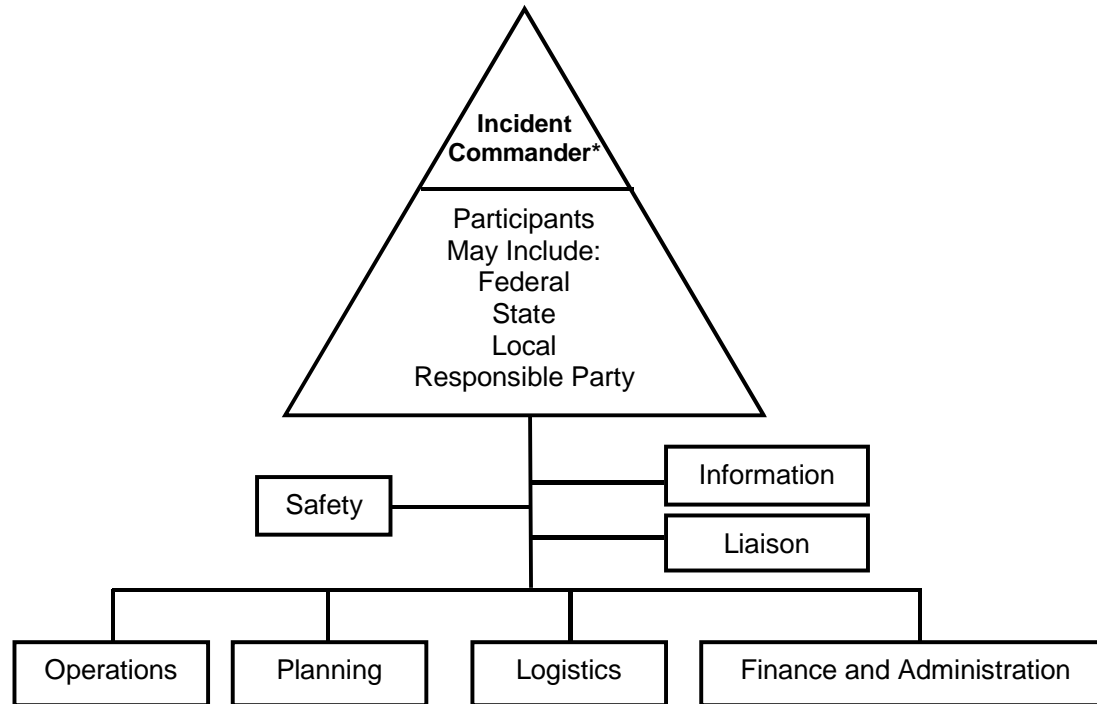 Incident
Commander*
Participants
May Include:
Federal
State
Local
Responsible Party
Information
Safety
Liaison
Operations
Planning
Logistics
Finance and Administration